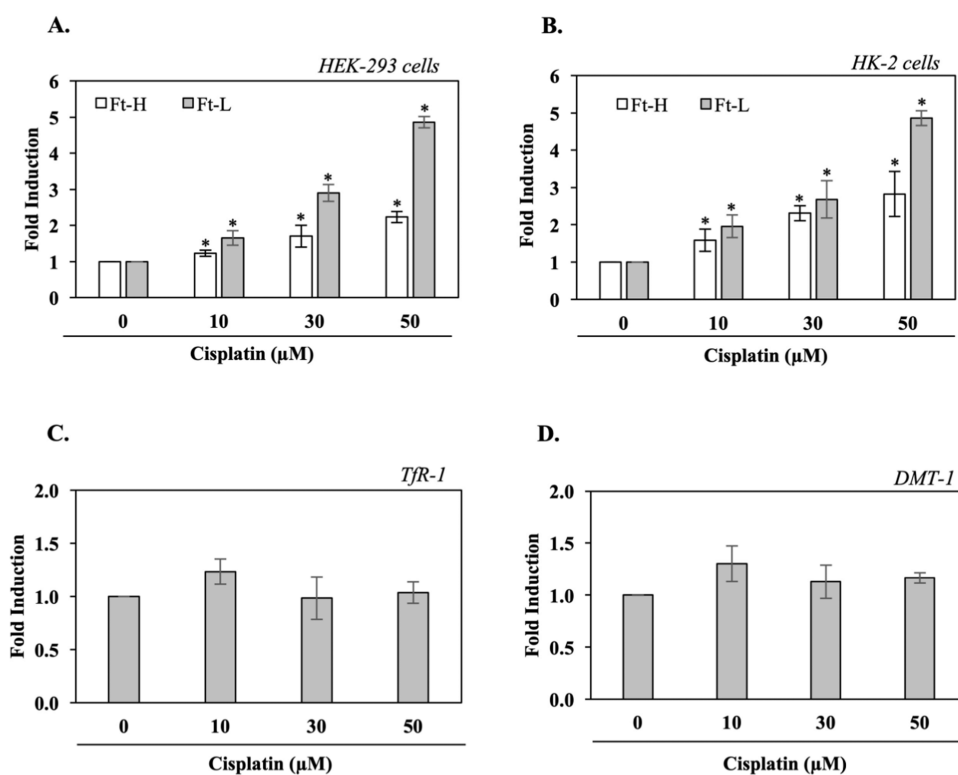 A.
HEK-293 cells
6
5
4
3
2
1
0
Fold Induction
Ft-H Ft-L
* * * * * *
0 10 30 50
Cisplatin (µM)
B.
HK-2 cells
6
5
4
3
2
1
0
Fold Induction
Ft-H Ft-L
* * * * * *
0 10 30 50
Cisplatin (µM)
C.
TfR-1
2.0
1.5
1.0
0.5
0.0
Fold Induction
0 10 30 50
Cisplatin (µM)
D.
DMT-1
2.0
1.5
1.0
0.5
0.0
Fold Induction
0 10 30 50
Cisplatin (µM)